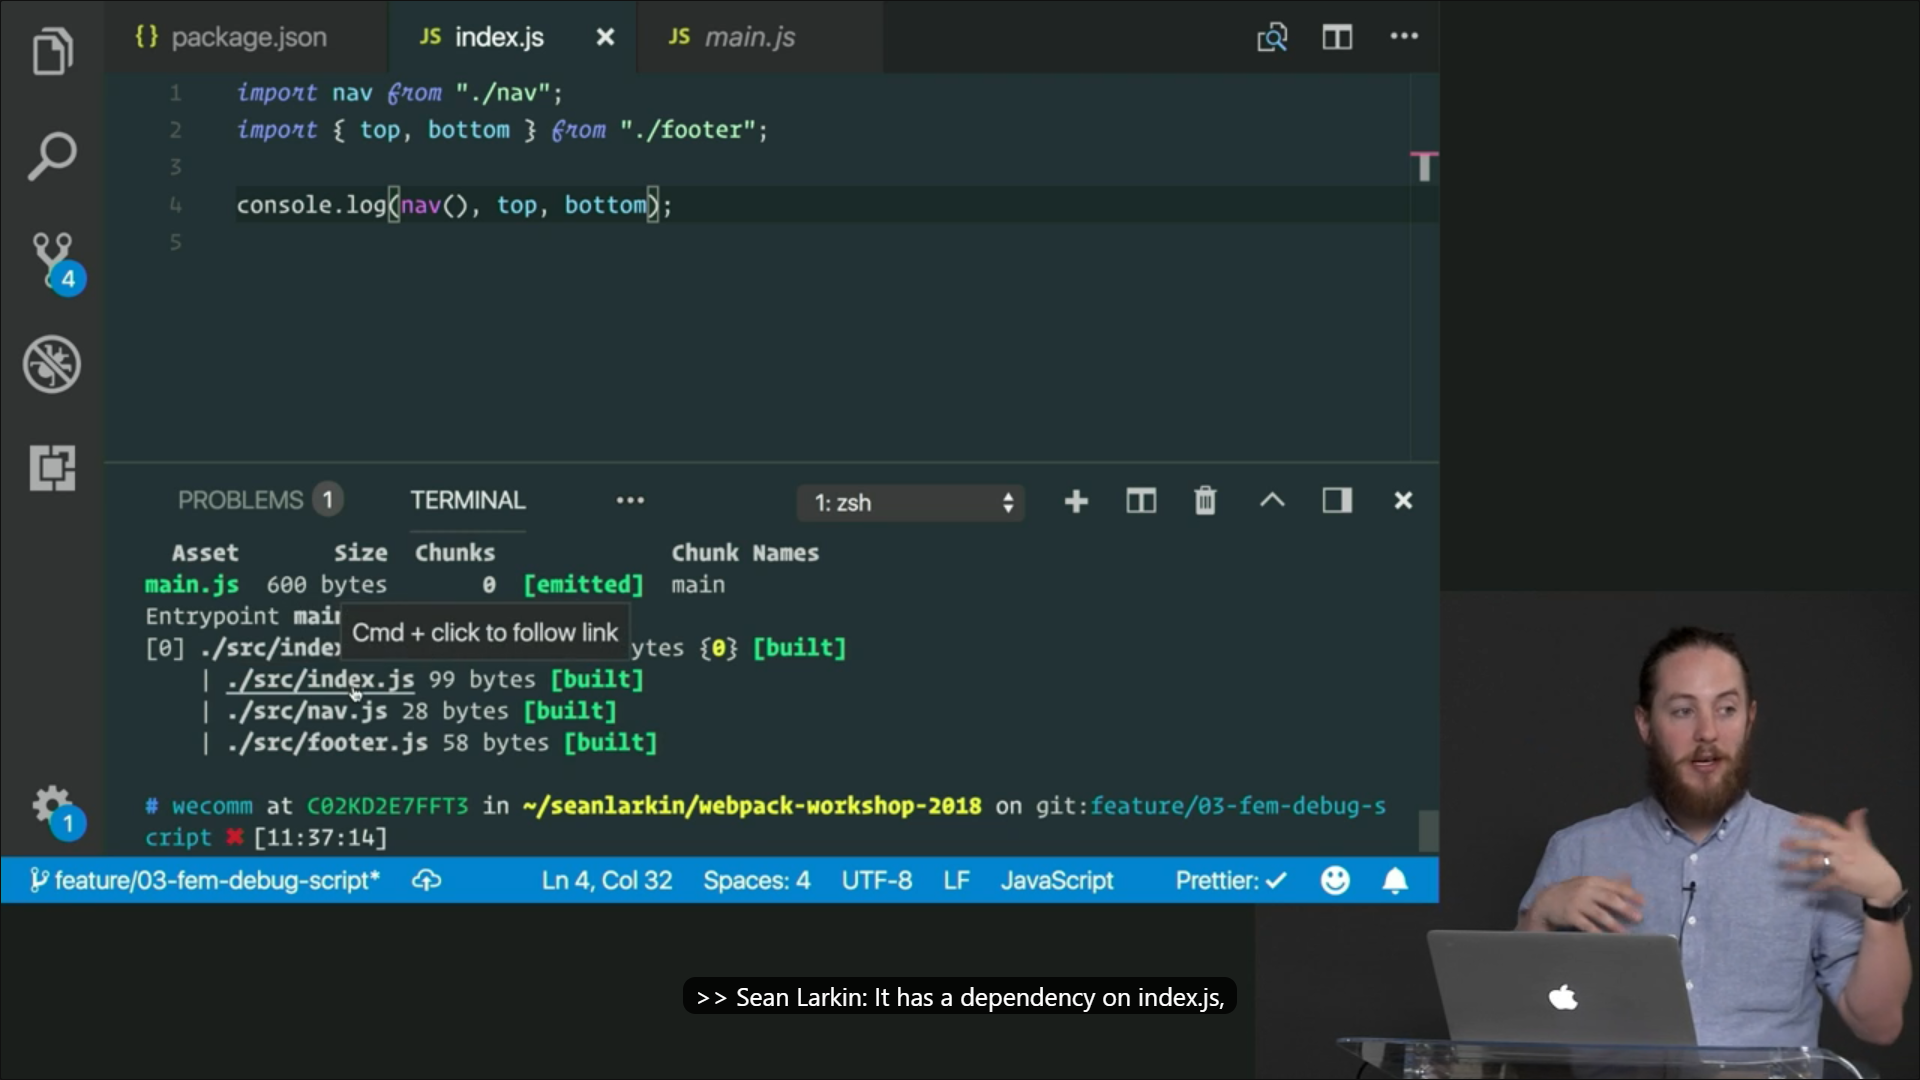 {} package.json
JS index.js
JS main.js
1 import nav from "./nav";
2 import { top, bottom } from "./footer";
3
4 console.log(nav(), top, bottom);
5
4
PROBLEMS 1
TERMINAL
1: zsh
Asset Size Chunks Chunk Names
main.js 600 bytes 0 [emitted] main
Entrypoint main
Cmd + click to follow link
[0] ./src/index ytes {0} [built]
| ./src/index.js 99 bytes [built]
| ./src/nav.js 28 bytes [built]
| ./src/footer.js 58 bytes [built]
# wecomm at C02KD2E7FFT3 in ~/seanlarkin/webpack-workshop-2018 on git:feature/03-fem-debug-s
cript ✖ [11:37:14]
1
feature/03-fem-debug-script*
Ln 4, Col 32
Spaces: 4
UTF-8
LF
JavaScript
Prettier: ✓
>> Sean Larkin: It has a dependency on index.js,